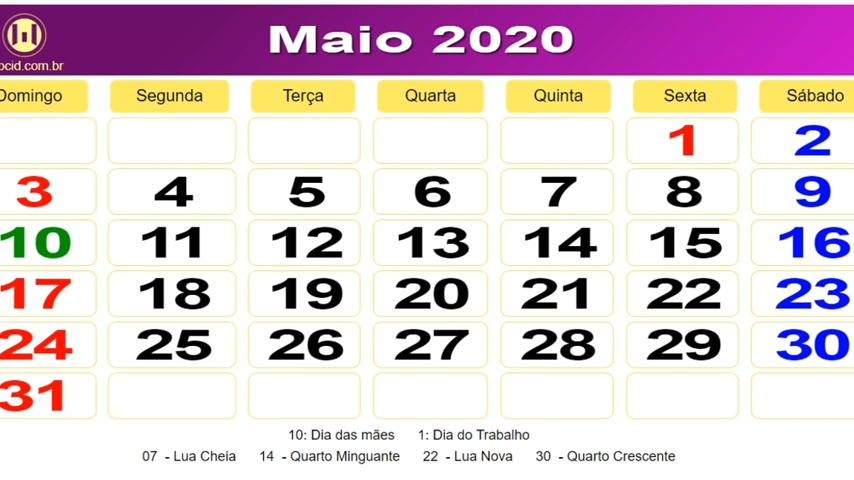 Maio 2020
ocid.com.br
Domingo Segunda Terça Quarta Quinta Sexta Sábado
1 2
3 4 5 6 7 8 9
10 11 12 13 14 15 16
17 18 19 20 21 22 23
24 25 26 27 28 29 30
31
10: Dia das mães 1: Dia do Trabalho
07 - Lua Cheia 14 - Quarto Minguante 22 - Lua Nova 30 - Quarto Crescente